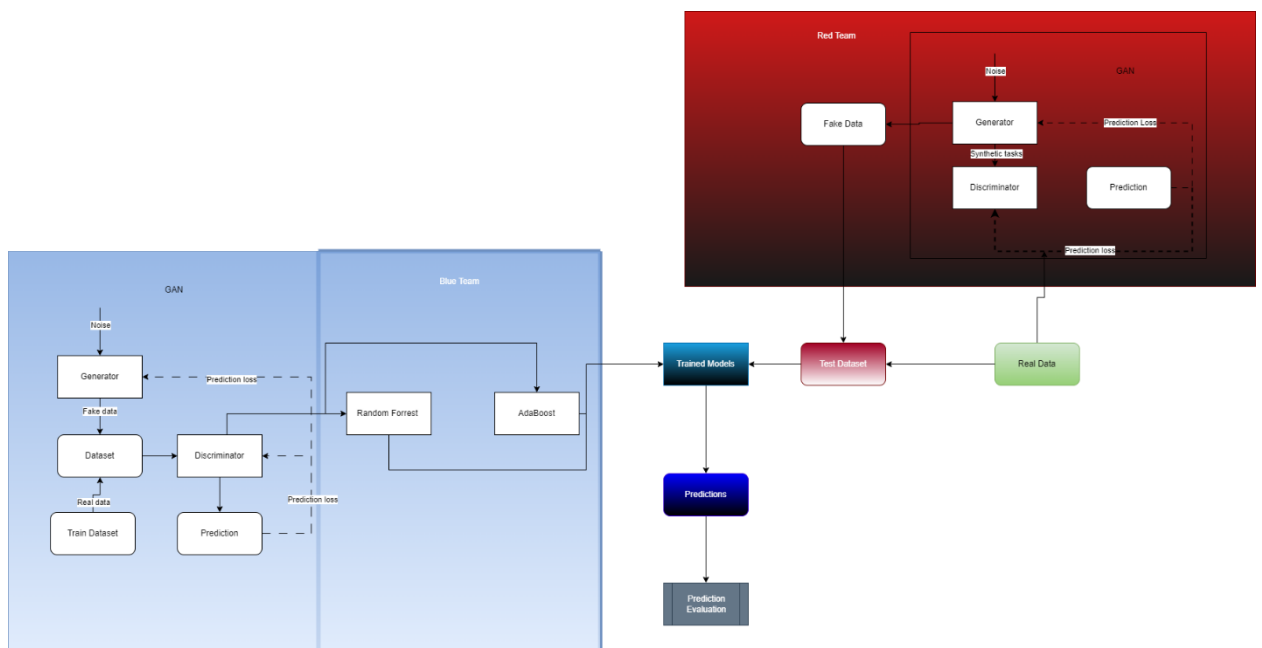 Red Team
GAN
Noise
Fake Data
Generator
Prediction Loss
Synthetic tasks
Discriminator
Prediction
Prediction loss
GAN
Blue Team
Noise
Generator
Prediction loss
Fake data
Random Forrest
AdaBoost
Dataset
Discriminator
Real data
Prediction loss
Train Dataset
Prediction
Trained Models
Test Dataset
Real Data
Predictions
Prediction
Evaluation